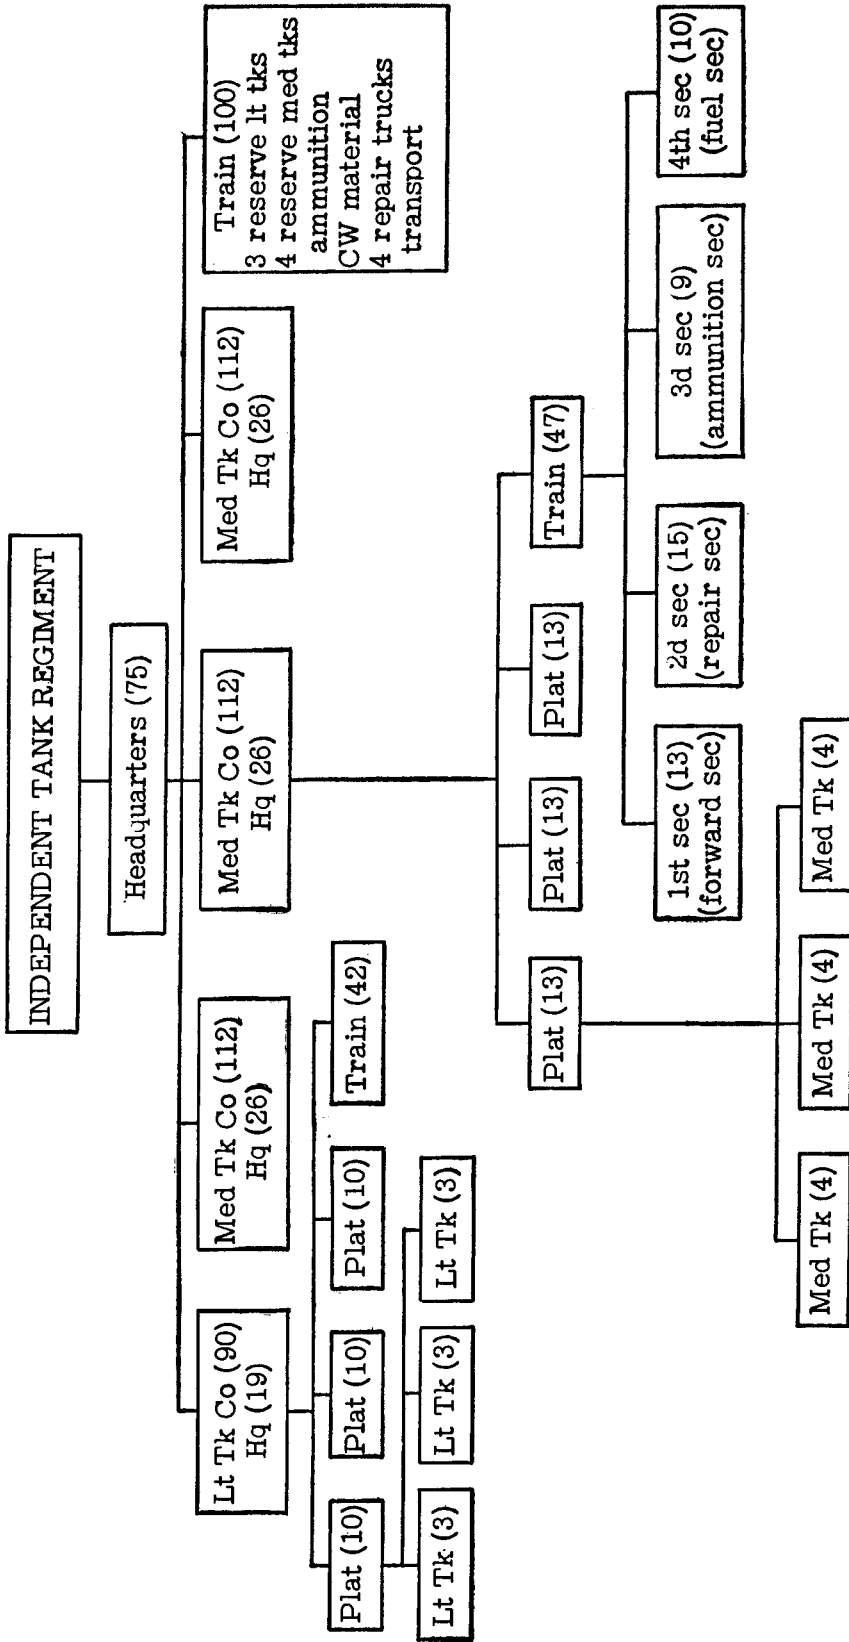 INDEPENDENT TANK REGIMENT
Headquarters (75)
Lt Tk Co (90)
Hq (19)
Med Tk Co (112)
Hq (26)
Med Tk Co (112)
Hq (26)
Med Tk Co (112)
Hq (26)
Train (100)
3 reserve lt tks
4 reserve med tks
ammunition
CW material
4 repair trucks
transport
Plat (10)
Plat (10)
Plat (10)
Train (42)
Lt Tk (3)
Lt Tk (3)
Lt Tk (3)
Plat (13)
Plat (13)
Plat (13)
Train (47)
1st sec (13)
(forward sec)
2d sec (15)
(repair sec)
3d sec (9)
(ammunition sec)
4th sec (10)
(fuel sec)
Med Tk (4)
Med Tk (4)
Med Tk (4)